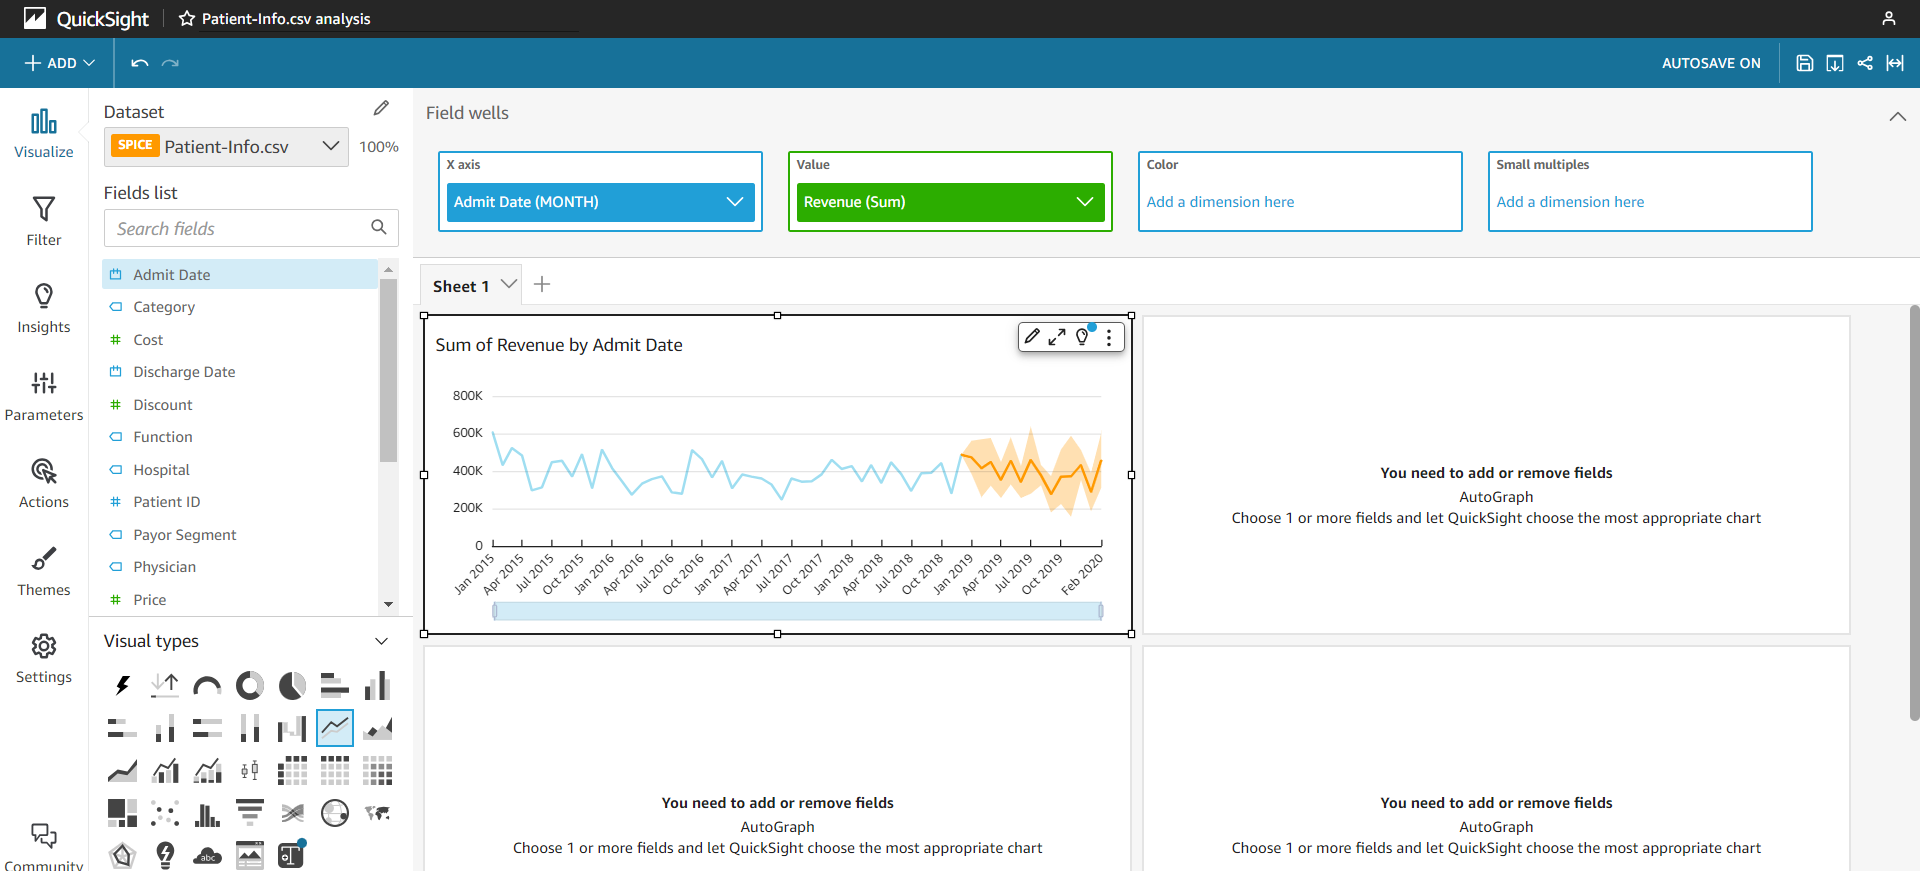 QuickSight
Patient-Info.csv analysis
ADD
AUTOSAVE ON
Visualize
Filter
Insights
Parameters
Actions
Themes
Settings
Community
Dataset
SPICE Patient-Info.csv 100%
Fields list
Search fields
Admit Date
Category
Cost
Discharge Date
Discount
Function
Hospital
Patient ID
Payor Segment
Physician
Price
Visual types
abc
Field wells
X axis
Admit Date (MONTH)
Value
Revenue (Sum)
Color
Add a dimension here
Small multiples
Add a dimension here
Sheet 1
Sum of Revenue by Admit Date
800K
600K
400K
200K
0
Jan 2015
Apr 2015
Jul 2015
Oct 2015
Jan 2016
Apr 2016
Jul 2016
Oct 2016
Jan 2017
Apr 2017
Jul 2017
Oct 2017
Jan 2018
Apr 2018
Jul 2018
Oct 2018
Jan 2019
Apr 2019
Jul 2019
Oct 2019
Feb 2020
You need to add or remove fields
AutoGraph
Choose 1 or more fields and let QuickSight choose the most appropriate chart
You need to add or remove fields
AutoGraph
Choose 1 or more fields and let QuickSight choose the most appropriate chart
You need to add or remove fields
AutoGraph
Choose 1 or more fields and let QuickSight choose the most appropriate chart